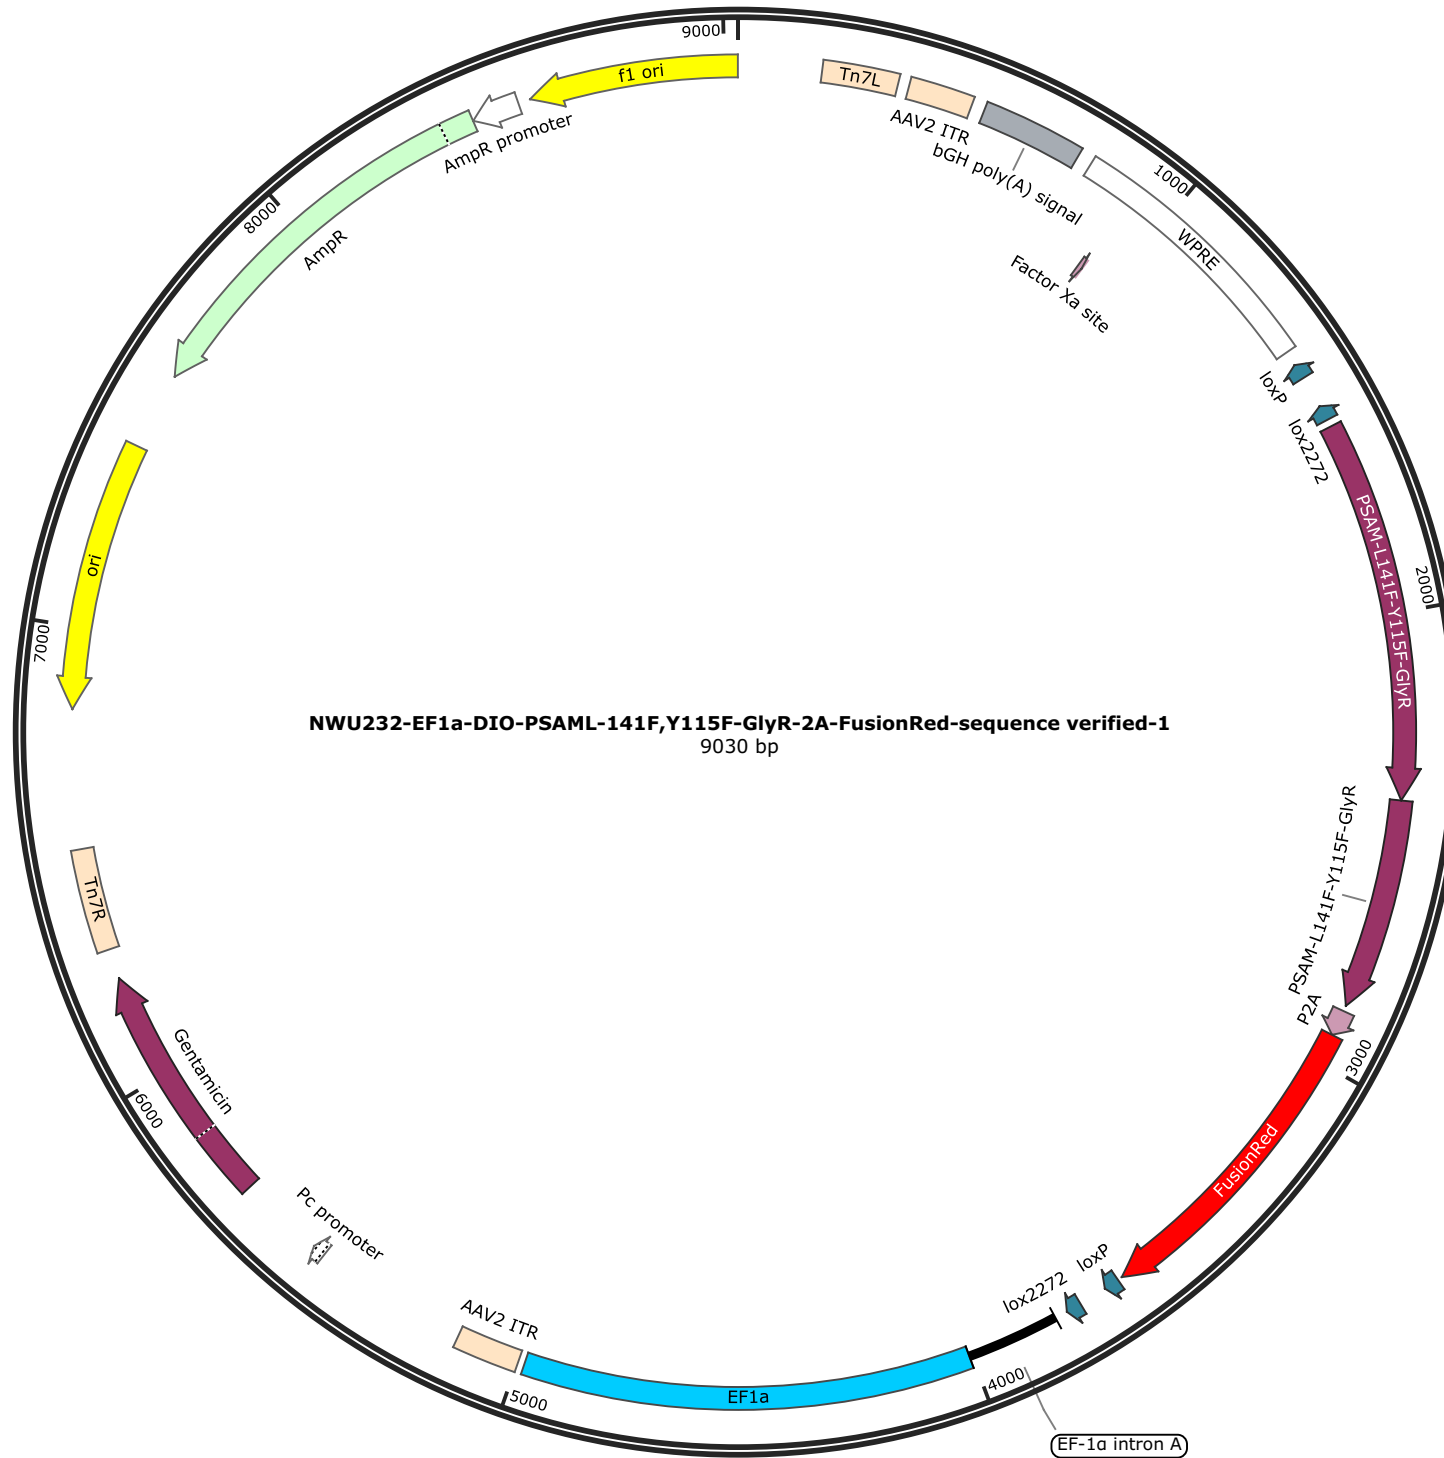 9000
f1 ori
Tn7L
AAV2 ITR
bGH poly(A) signal
AmpR promoter
1000
WPRE
8000
AmpR
Factor Xa site
loxP
lox2272
PSAM-L141F-Y115F-GlyR
2000
ori
7000
NWU232-EF1a-DIO-PSAML-141F,Y115F-GlyR-2A-FusionRed-sequence verified-1
9030 bp
PSAM-L141F-Y115F-GlyR
Tn7R
P2A
3000
Gentamicin
6000
FusionRed
Pc promoter
loxP
lox2272
AAV2 ITR
EF1a
4000
5000
EF-1α intron A